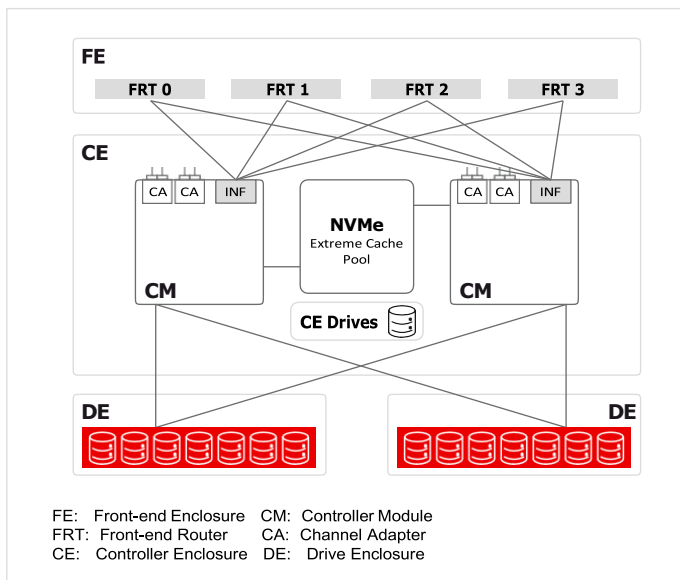 FE
FRT 0 FRT 1 FRT 2 FRT 3
CE
CA CA INF CA CA INF
NVMe
Extreme Cache
Pool
CM CM
CE Drives
DE DE
FE: Front-end Enclosure CM: Controller Module
FRT: Front-end Router CA: Channel Adapter
CE: Controller Enclosure DE: Drive Enclosure